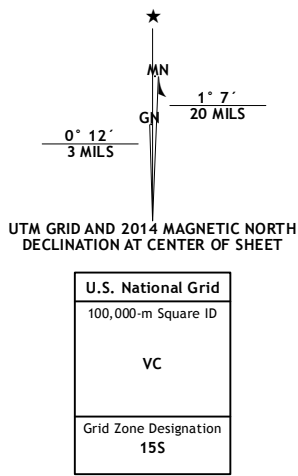 ★
MN
GN
1° 7´
20 MILS
0° 12´
3 MILS
UTM GRID AND 2014 MAGNETIC NORTH
DECLINATION AT CENTER OF SHEET
U.S. National Grid
100,000-m Square ID
VC
Grid Zone Designation
15S